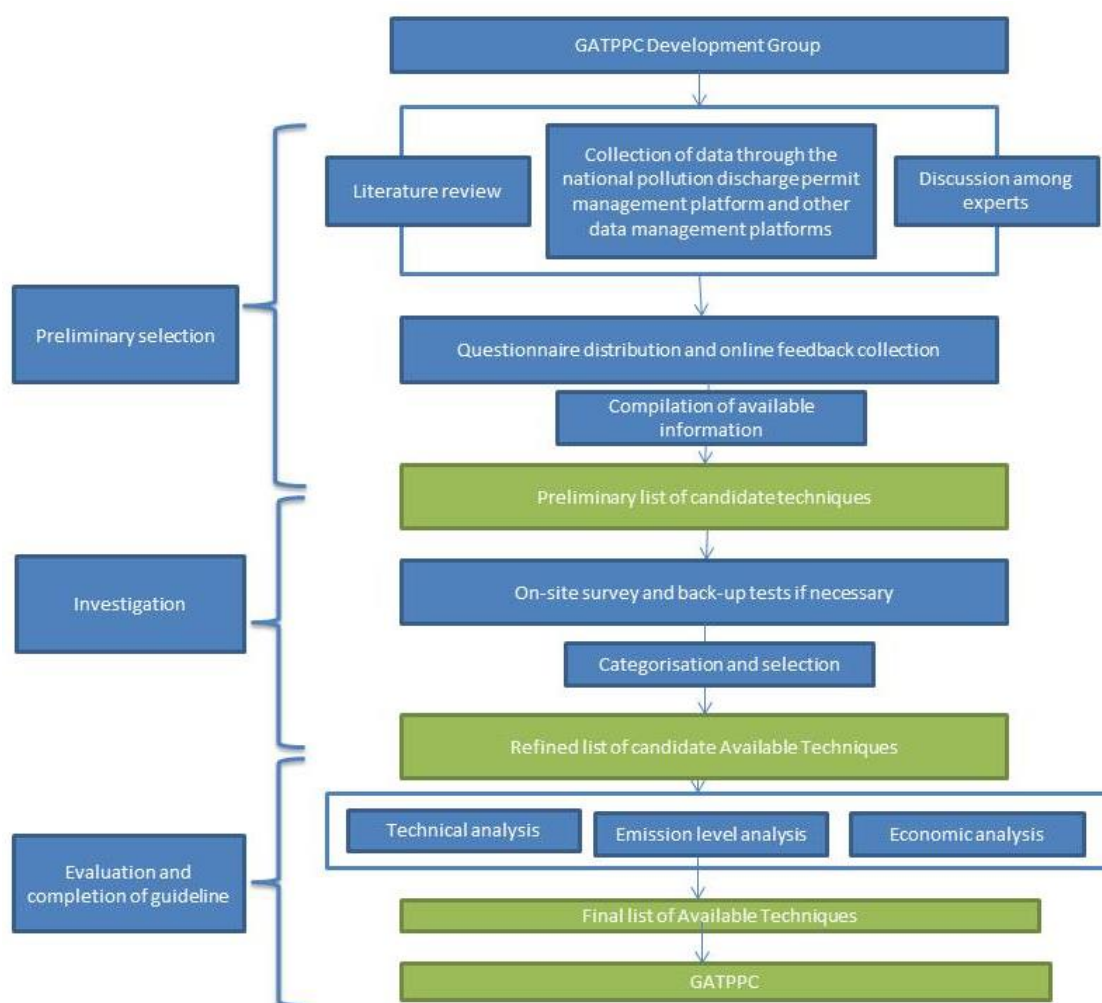 GATPPC Development Group
Literature review
Collection of data through the
national pollution discharge permit
management platform and other
data management platforms
Discussion among
experts
Preliminary selection
Questionnaire distribution and online feedback collection
Compilation of available
information
Preliminary list of candidate techniques
Investigation
On-site survey and back-up tests if necessary
Categorisation and selection
Refined list of candidate Available Techniques
Evaluation and
completion of guideline
Technical analysis
Emission level analysis
Economic analysis
Final list of Available Techniques
GATPPC